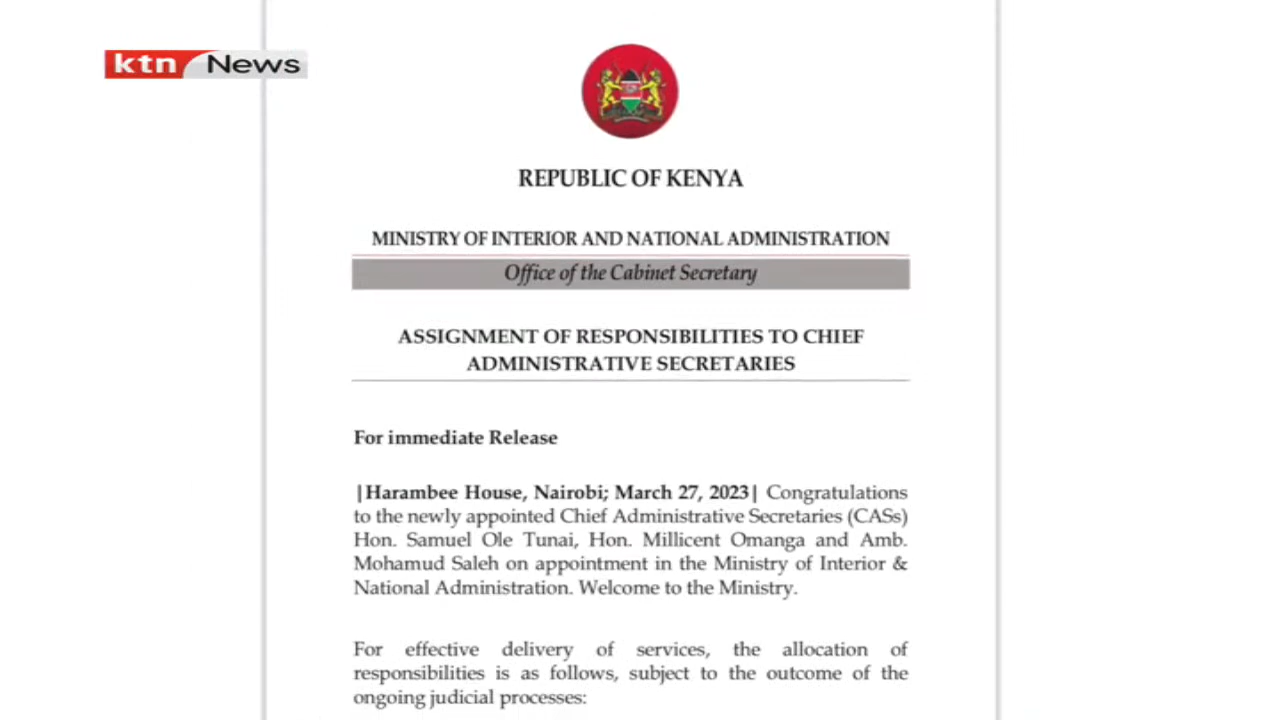 ktn News
REPUBLIC OF KENYA
MINISTRY OF INTERIOR AND NATIONAL ADMINISTRATION
Office of the Cabinet Secretary
ASSIGNMENT OF RESPONSIBILITIES TO CHIEF
ADMINISTRATIVE SECRETARIES
For immediate Release
|Harambee House, Nairobi; March 27, 2023| Congratulations
to the newly appointed Chief Administrative Secretaries (CASs)
Hon. Samuel Ole Tunai, Hon. Millicent Omanga and Amb.
Mohamud Saleh on appointment in the Ministry of Interior &
National Administration. Welcome to the Ministry.
For effective delivery of services, the allocation of
responsibilities is as follows, subject to the outcome of the
ongoing judicial processes: